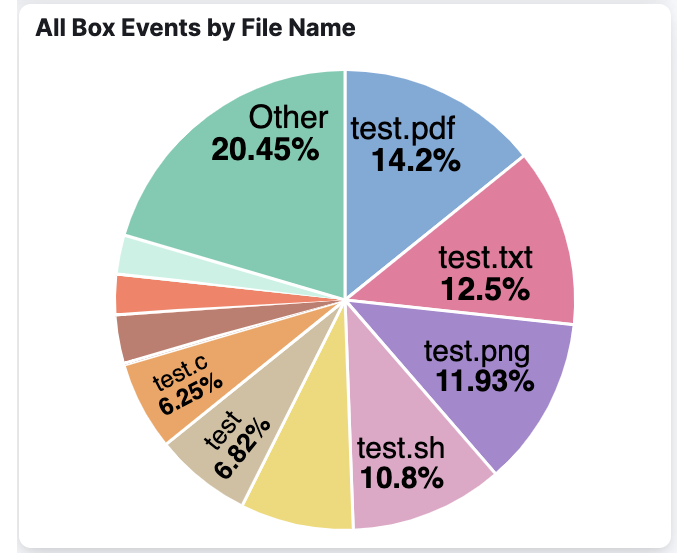 All Box Events by File Name
Other
20.45%
test.pdf
14.2%
test.txt
12.5%
test.png
11.93%
test.sh
10.8%
test
6.82%
test.c
6.25%